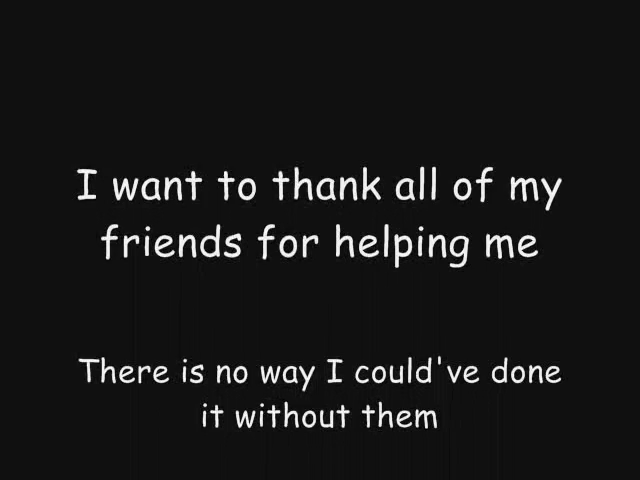 I want to thank all of my
friends for helping me
There is no way I could've done
it without them